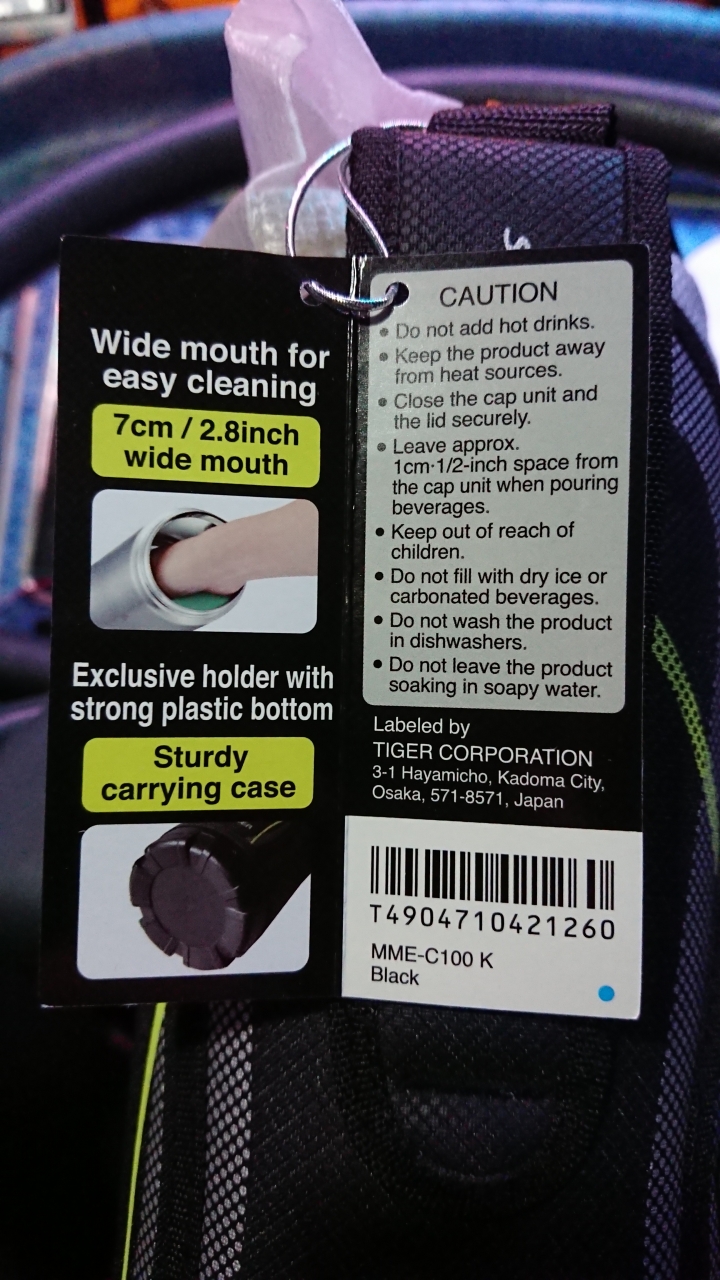 Wide mouth for
easy cleaning
7cm / 2.8inch
wide mouth
Exclusive holder with
strong plastic bottom
Sturdy
carrying case
CAUTION
• Do not add hot drinks.
• Keep the product away
from heat sources.
• Close the cap unit and
the lid securely.
• Leave approx.
1cm·1/2-inch space from
the cap unit when pouring
beverages.
• Keep out of reach of
children.
• Do not fill with dry ice or
carbonated beverages.
• Do not wash the product
in dishwashers.
• Do not leave the product
soaking in soapy water.
Labeled by
TIGER CORPORATION
3-1 Hayamicho, Kadoma City,
Osaka, 571-8571, Japan
T4904710421260
MME-C100 K
Black